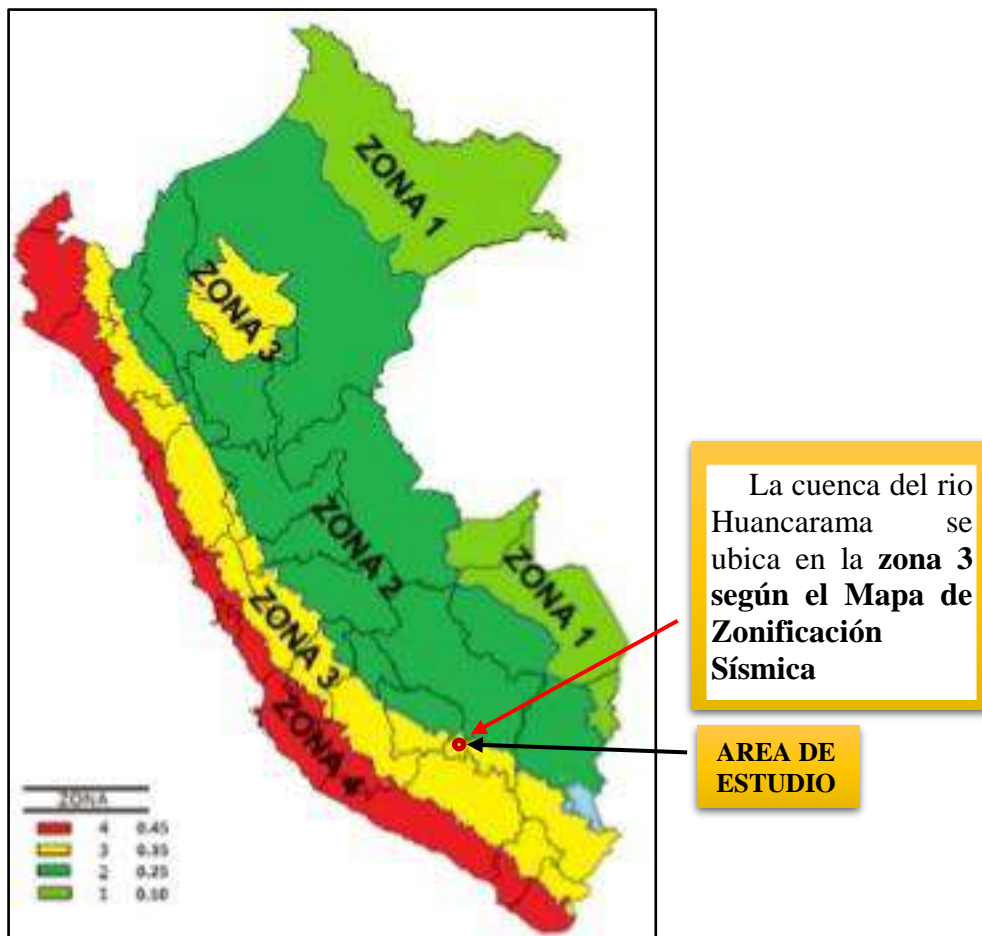 ZONA 1
ZONA 3
ZONA 2
ZONA 1
ZONA 3
ZONA 4
La cuenca del rio
Huancarama se
ubica en la zona 3
según el Mapa de
Zonificación
Sísmica
AREA DE
ESTUDIO
ZONA
4 0.45
3 0.35
2 0.25
1 0.10